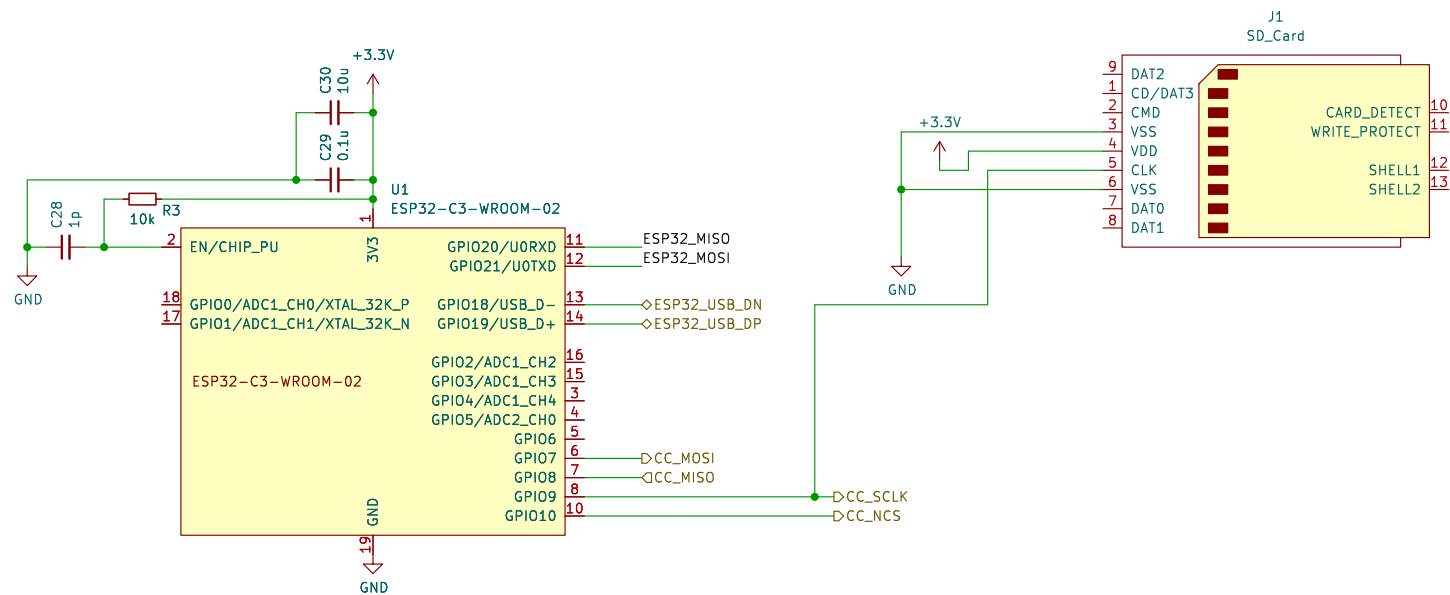 J1
SD_Card
+3.3V
C30
10u
C29
0.1u
C28
1p
R3
10k
U1
ESP32-C3-WROOM-02
1
3V3
2
EN/CHIP_PU
GND
18
GPIO0/ADC1_CH0/XTAL_32K_P
17
GPIO1/ADC1_CH1/XTAL_32K_N
ESP32-C3-WROOM-02
GPIO20/U0RXD
11
ESP32_MISO
GPIO21/U0TXD
12
ESP32_MOSI
GPIO18/USB_D-
13
ESP32_USB_DN
GPIO19/USB_D+
14
ESP32_USB_DP
GPIO2/ADC1_CH2
16
GPIO3/ADC1_CH3
15
GPIO4/ADC1_CH4
3
GPIO5/ADC2_CH0
4
GPIO6
5
GPIO7
6
CC_MOSI
GPIO8
7
CC_MISO
GPIO9
8
CC_SCLK
GPIO10
10
CC_NCS
GND
19
GND
+3.3V
GND
9
DAT2
1
CD/DAT3
2
CMD
3
VSS
4
VDD
5
CLK
6
VSS
7
DAT0
8
DAT1
CARD_DETECT
10
WRITE_PROTECT
11
SHELL1
12
SHELL2
13